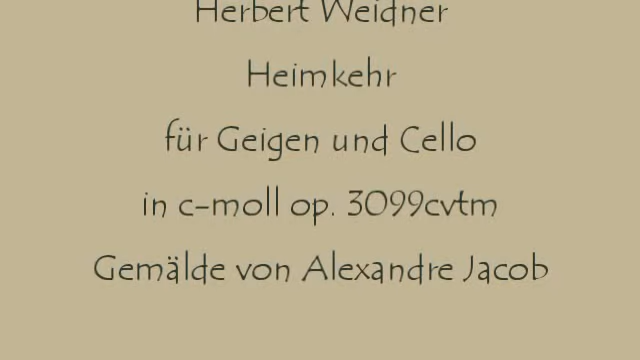 Herbert Weidner
Heimkehr
für Geigen und Cello
in c-moll op. 3099cvtm
Gemälde von Alexandre Jacob